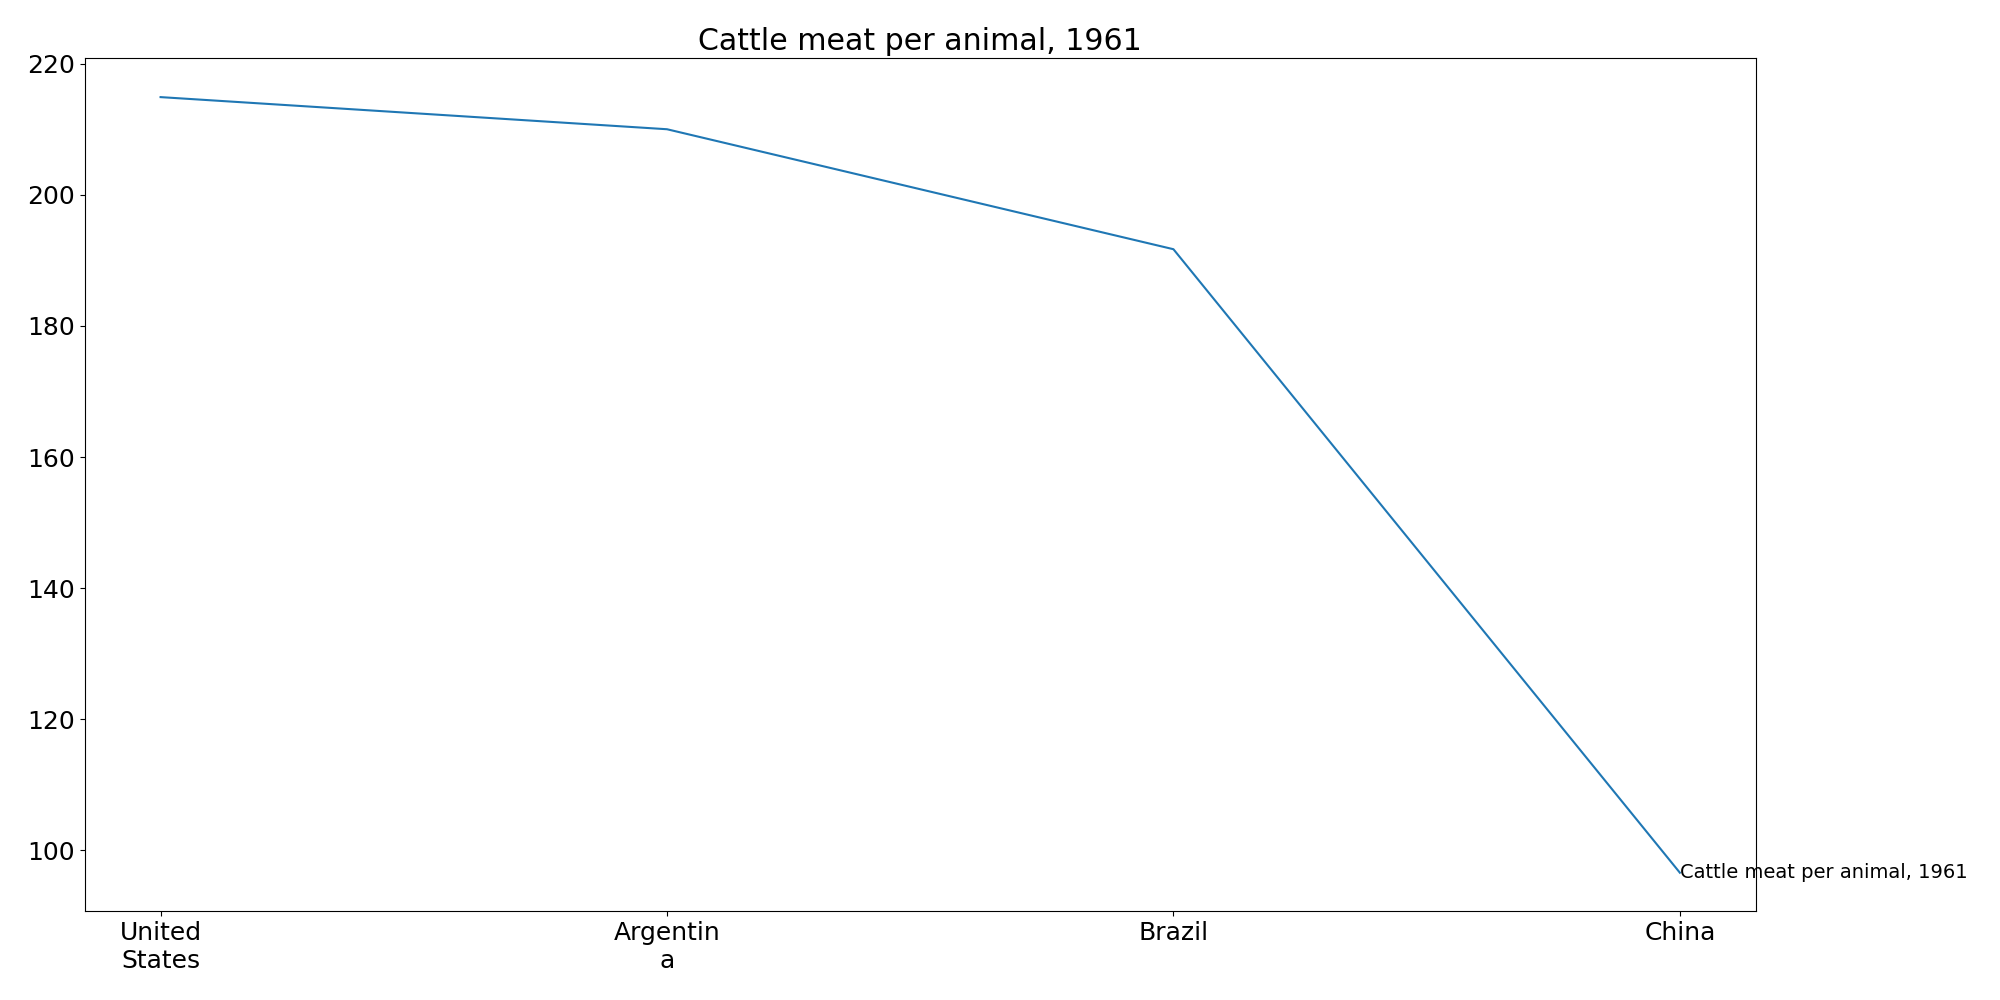 Cattle meat per animal, 1961
220
200
180
160
140
120
100
Cattle meat per animal, 1961
United
States
Argentin
a
Brazil
China